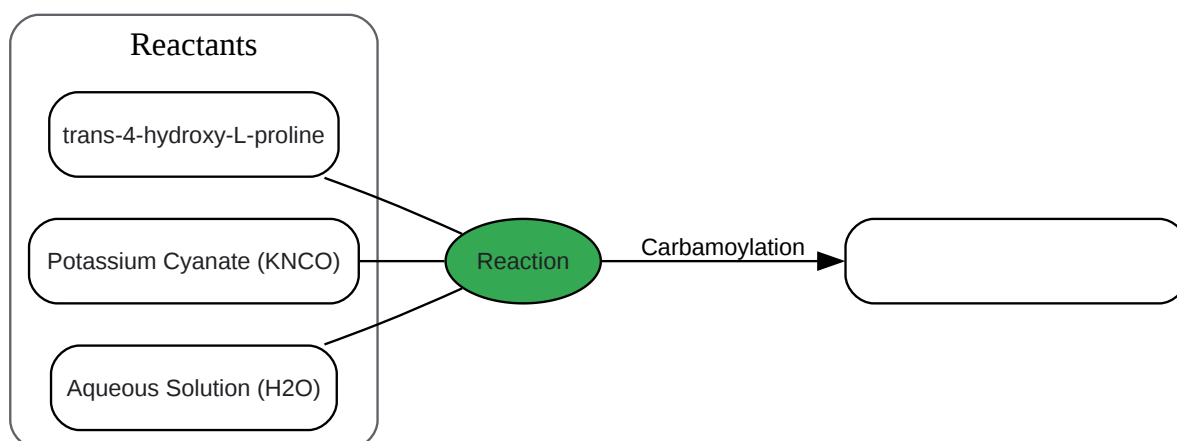 Reactants
trans-4-hydroxy-L-proline
Potassium Cyanate (KNCO)
Reaction
Carbamoylation
Aqueous Solution (H2O)